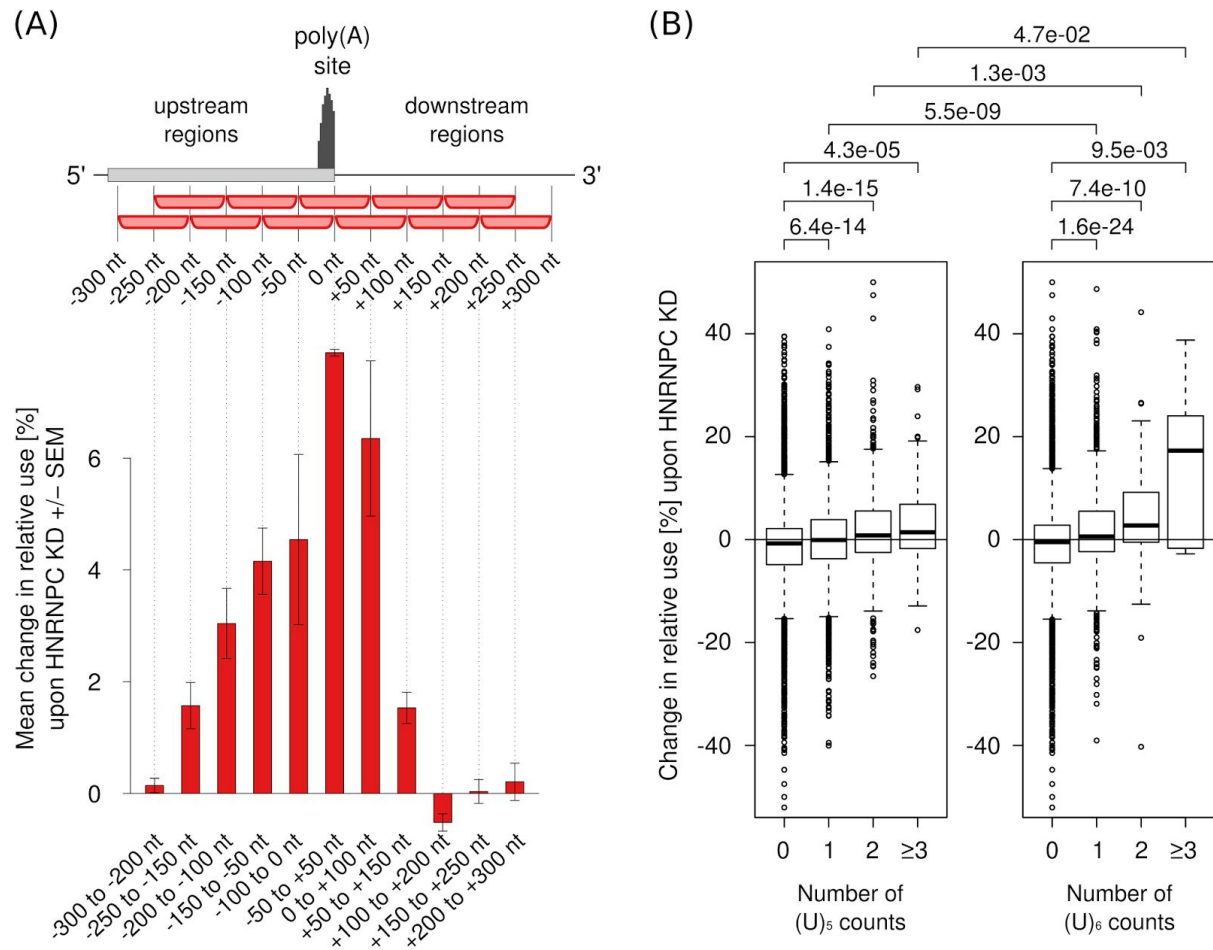 (A)
poly(A)
site
upstream
regions
downstream
regions
5'
3'
-300 nt
-250 nt
-200 nt
-150 nt
-100 nt
-50 nt
0 nt
+50 nt
+100 nt
+150 nt
+200 nt
+250 nt
+300 nt
Mean change in relative use [%]
upon HNRNPC KD +/− SEM
6
4
2
0
-300 to -200 nt
-250 to -150 nt
-200 to -100 nt
-150 to -50 nt
-100 to 0 nt
-50 to +50 nt
0 to +100 nt
+50 to +150 nt
+100 to +200 nt
+150 to +250 nt
+200 to +300 nt
(B)
4.7e-02
1.3e-03
5.5e-09
4.3e-05
9.5e-03
1.4e-15
7.4e-10
6.4e-14
1.6e-24
Change in relative use [%] upon HNRNPC KD
40
20
0
-20
-40
0 1 2 ≥3
Number of
(U)₅ counts
40
20
0
-20
-40
0 1 2 ≥3
Number of
(U)₆ counts